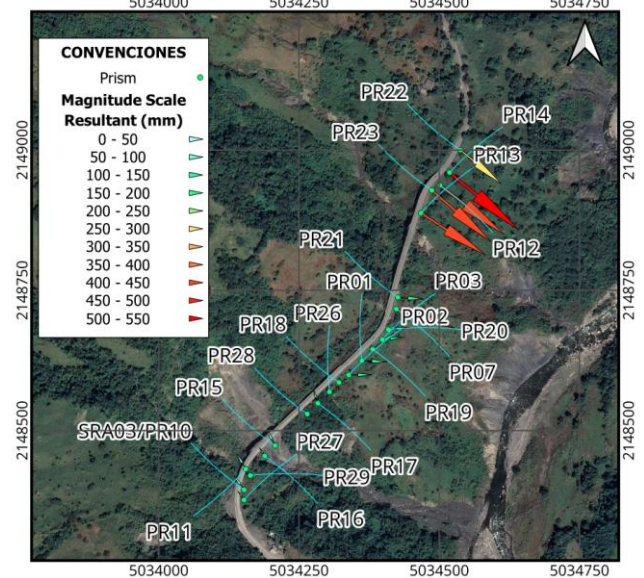 5034000 5034250 5034500 5034750
CONVENCIONES
Prism
Magnitude Scale
Resultant (mm)
0 - 50
50 - 100
100 - 150
150 - 200
200 - 250
250 - 300
300 - 350
350 - 400
400 - 450
450 - 500
500 - 550
PR22
PR14
PR23
PR13
PR12
PR21
PR01
PR03
PR26
PR02
PR18
PR20
PR28
PR07
PR15
PR19
SRA03/PR10
PR27
PR17
PR29
PR11
PR16
2149000
2148750
2148500
2149000
2148750
2148500
5034000 5034250 5034500 5034750